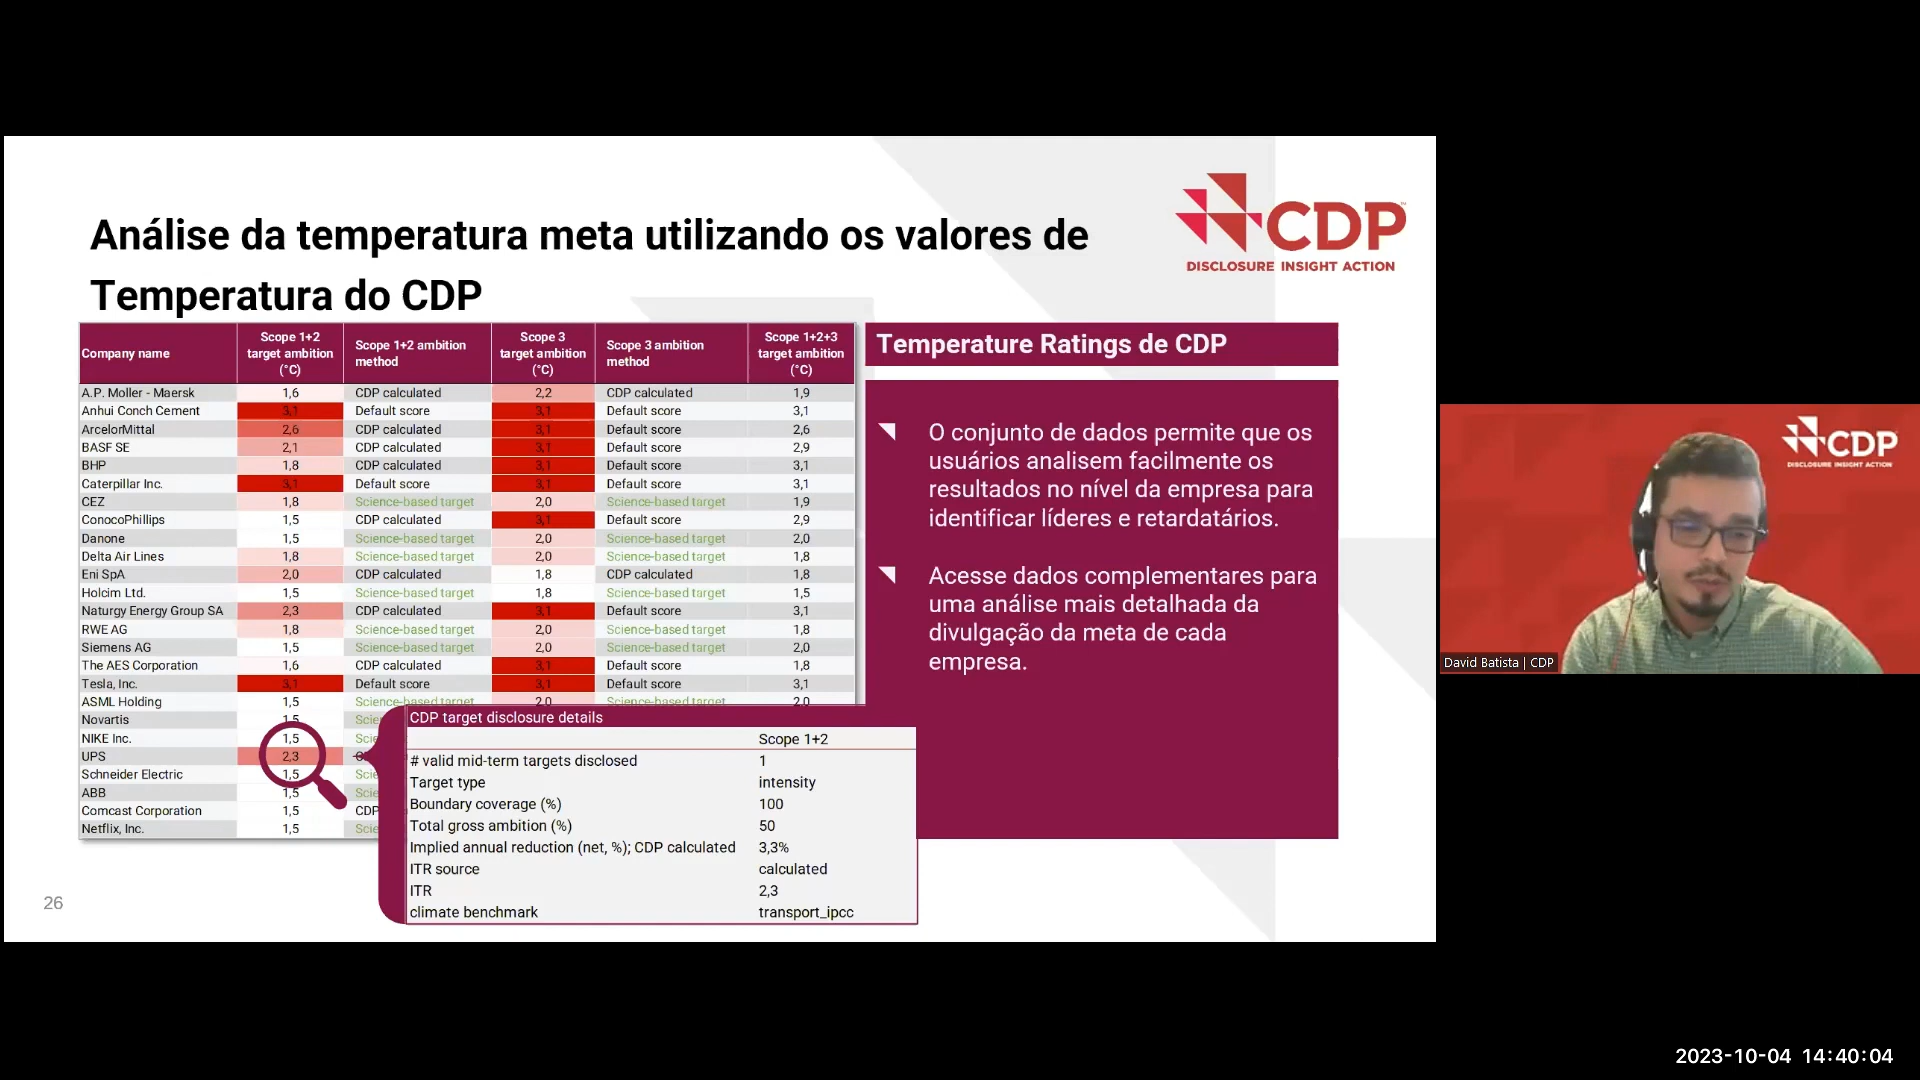 Análise da temperatura meta utilizando os valores de
Temperatura do CDP
CDP
DISCLOSURE INSIGHT ACTION
Company name | Scope 1+2 target ambition (°C) | Scope 1+2 ambition method | Scope 3 target ambition (°C) | Scope 3 ambition method | Scope 1+2+3 target ambition (°C)
A.P. Moller - Maersk 1,6 CDP calculated 2,2 CDP calculated 1,9
Anhui Conch Cement 3,1 Default score 3,1 Default score 3,1
ArcelorMittal 2,6 CDP calculated 3,1 Default score 2,6
BASF SE 2,1 CDP calculated 3,1 Default score 2,9
BHP 1,8 CDP calculated 3,1 Default score 3,1
Caterpillar Inc. 3,1 Default score 3,1 Default score 3,1
CEZ 1,8 Science-based target 2,0 Science-based target 1,9
ConocoPhillips 1,5 CDP calculated 3,1 Default score 2,9
Danone 1,5 Science-based target 2,0 Science-based target 2,0
Delta Air Lines 1,8 Science-based target 2,0 Science-based target 1,8
Eni SpA 2,0 CDP calculated 1,8 CDP calculated 1,8
Holcim Ltd. 1,5 Science-based target 1,8 Science-based target 1,5
Naturgy Energy Group SA 2,3 CDP calculated 3,1 Default score 3,1
RWE AG 1,8 Science-based target 2,0 Science-based target 1,8
Siemens AG 1,5 Science-based target 2,0 Science-based target 2,0
The AES Corporation 1,6 CDP calculated 3,1 Default score 1,8
Tesla, Inc. 3,1 Default score 3,1 Default score 3,1
ASML Holding 1,5 Science-based target 2,0 Science-based target 2,0
Novartis 1,5 Scie
NIKE Inc. 1,5 Scie
UPS 2,3
Schneider Electric 1,5 Scie
ABB 1,5 Scie
Comcast Corporation 1,5 CDP
Netflix, Inc. 1,5 Scie
CDP target disclosure details
Scope 1+2
# valid mid-term targets disclosed 1
Target type intensity
Boundary coverage (%) 100
Total gross ambition (%) 50
Implied annual reduction (net, %); CDP calculated 3,3%
ITR source calculated
ITR 2,3
climate benchmark transport_ipcc
Temperature Ratings de CDP
O conjunto de dados permite que os
usuários analisem facilmente os
resultados no nível da empresa para
identificar líderes e retardatários.
Acesse dados complementares para
uma análise mais detalhada da
divulgação da meta de cada
empresa.
26
CDP
DISCLOSURE INSIGHT ACTION
David Batista | CDP
2023-10-04 14:40:04